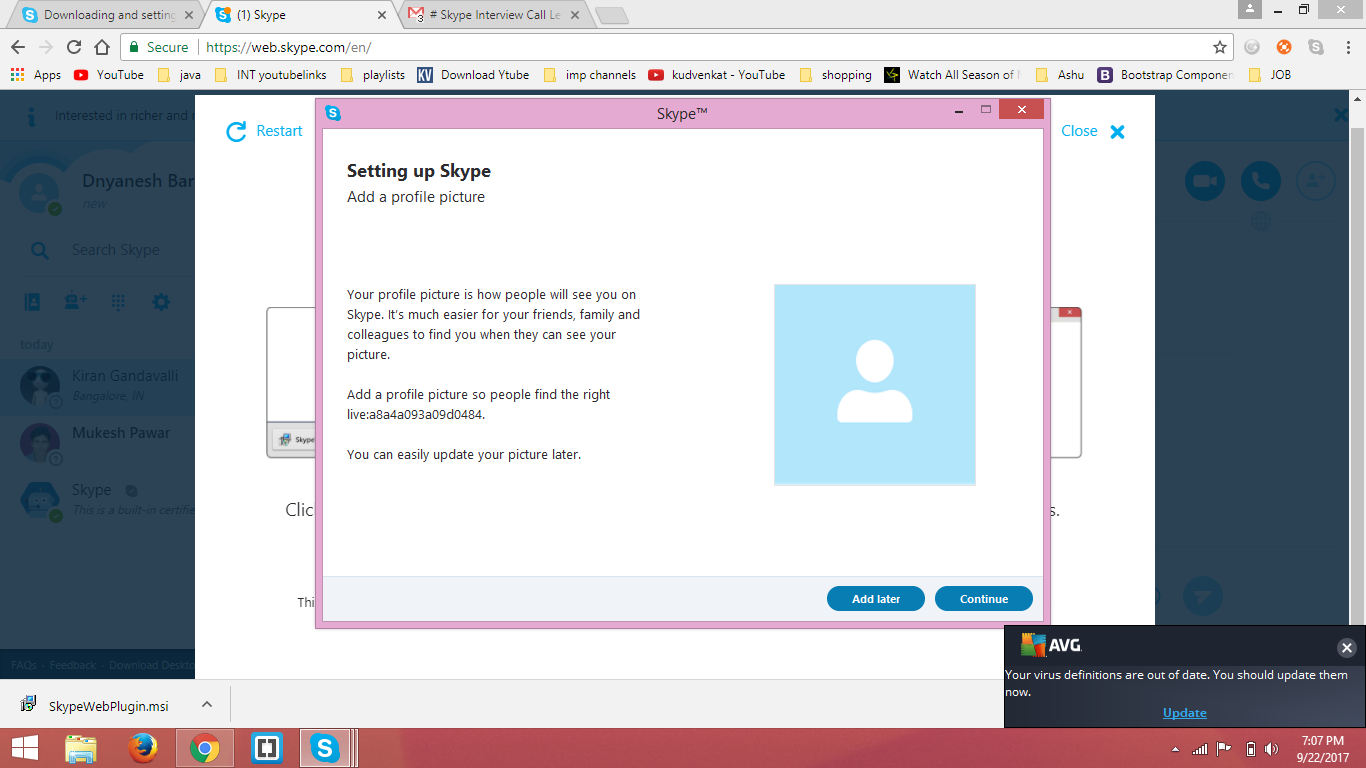 Downloading and setting
(1) Skype
# Skype Interview Call Le
Secure
https://web.skype.com/en/
Apps
YouTube
java
INT youtubelinks
playlists
KV
Download Ytube
imp channels
kudvenkat - YouTube
shopping
Watch All Season of
Ashu
B
Bootstrap Componen
JOB
Interested in richer and
Restart
Skype™
Close
Dnyanesh Bar
new
Search Skype
today
Kiran Gandavalli
Bangalore, IN
Mukesh Pawar
Skype
This is a built-in certifie
Setting up Skype
Add a profile picture
Your profile picture is how people will see you on
Skype. It's much easier for your friends, family and
colleagues to find you when they can see your
picture.
Add a profile picture so people find the right
live:a8a4a093a09d0484.
You can easily update your picture later.
Skype
Clic
s.
Thi
Add later
Continue
FAQs - Feedback - Download Deskto
AVG
Your virus definitions are out of date. You should update them
now.
Update
SkypeWebPlugin.msi
7:07 PM
9/22/2017